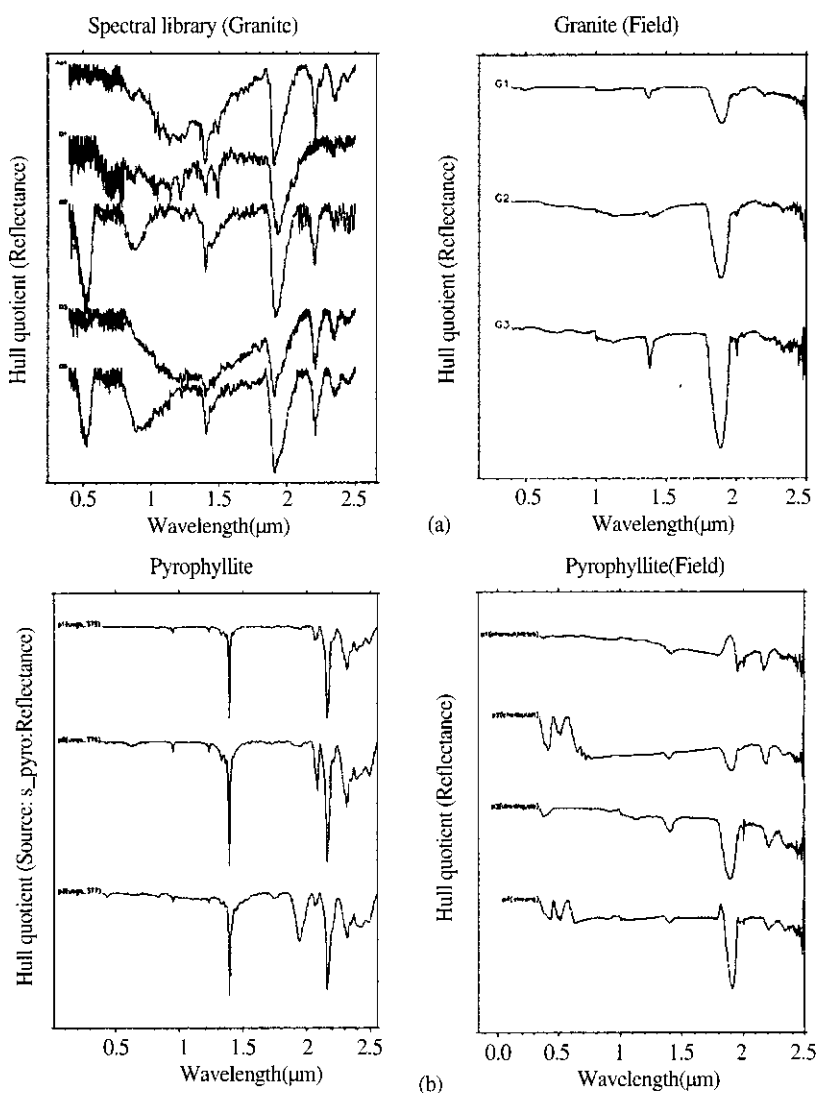 Spectral library (Granite)
Granite (Field)
Hull quotient (Reflectance)
0.5 1 1.5 2 2.5
Wavelength(μm)
Hull quotient (Reflectance)
G1
G2
G3
0.5 1 1.5 2 2.5
Wavelength(μm)
(a)
Pyrophyllite
Pyrophyllite(Field)
Hull quotient (Source: s_pyro:Reflectance)
0.5 1 1.5 2 2.5
Wavelength(μm)
Hull quotient (Reflectance)
0.0 0.5 1 1.5 2 2.5
Wavelength(μm)
(b)